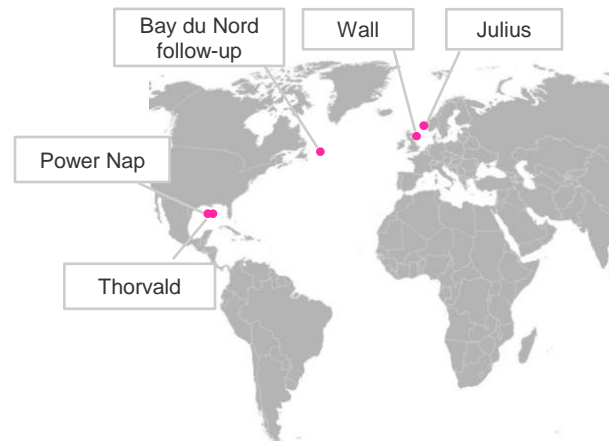 Bay du Nord
follow-up
Wall
Julius
Power Nap
Thorvald